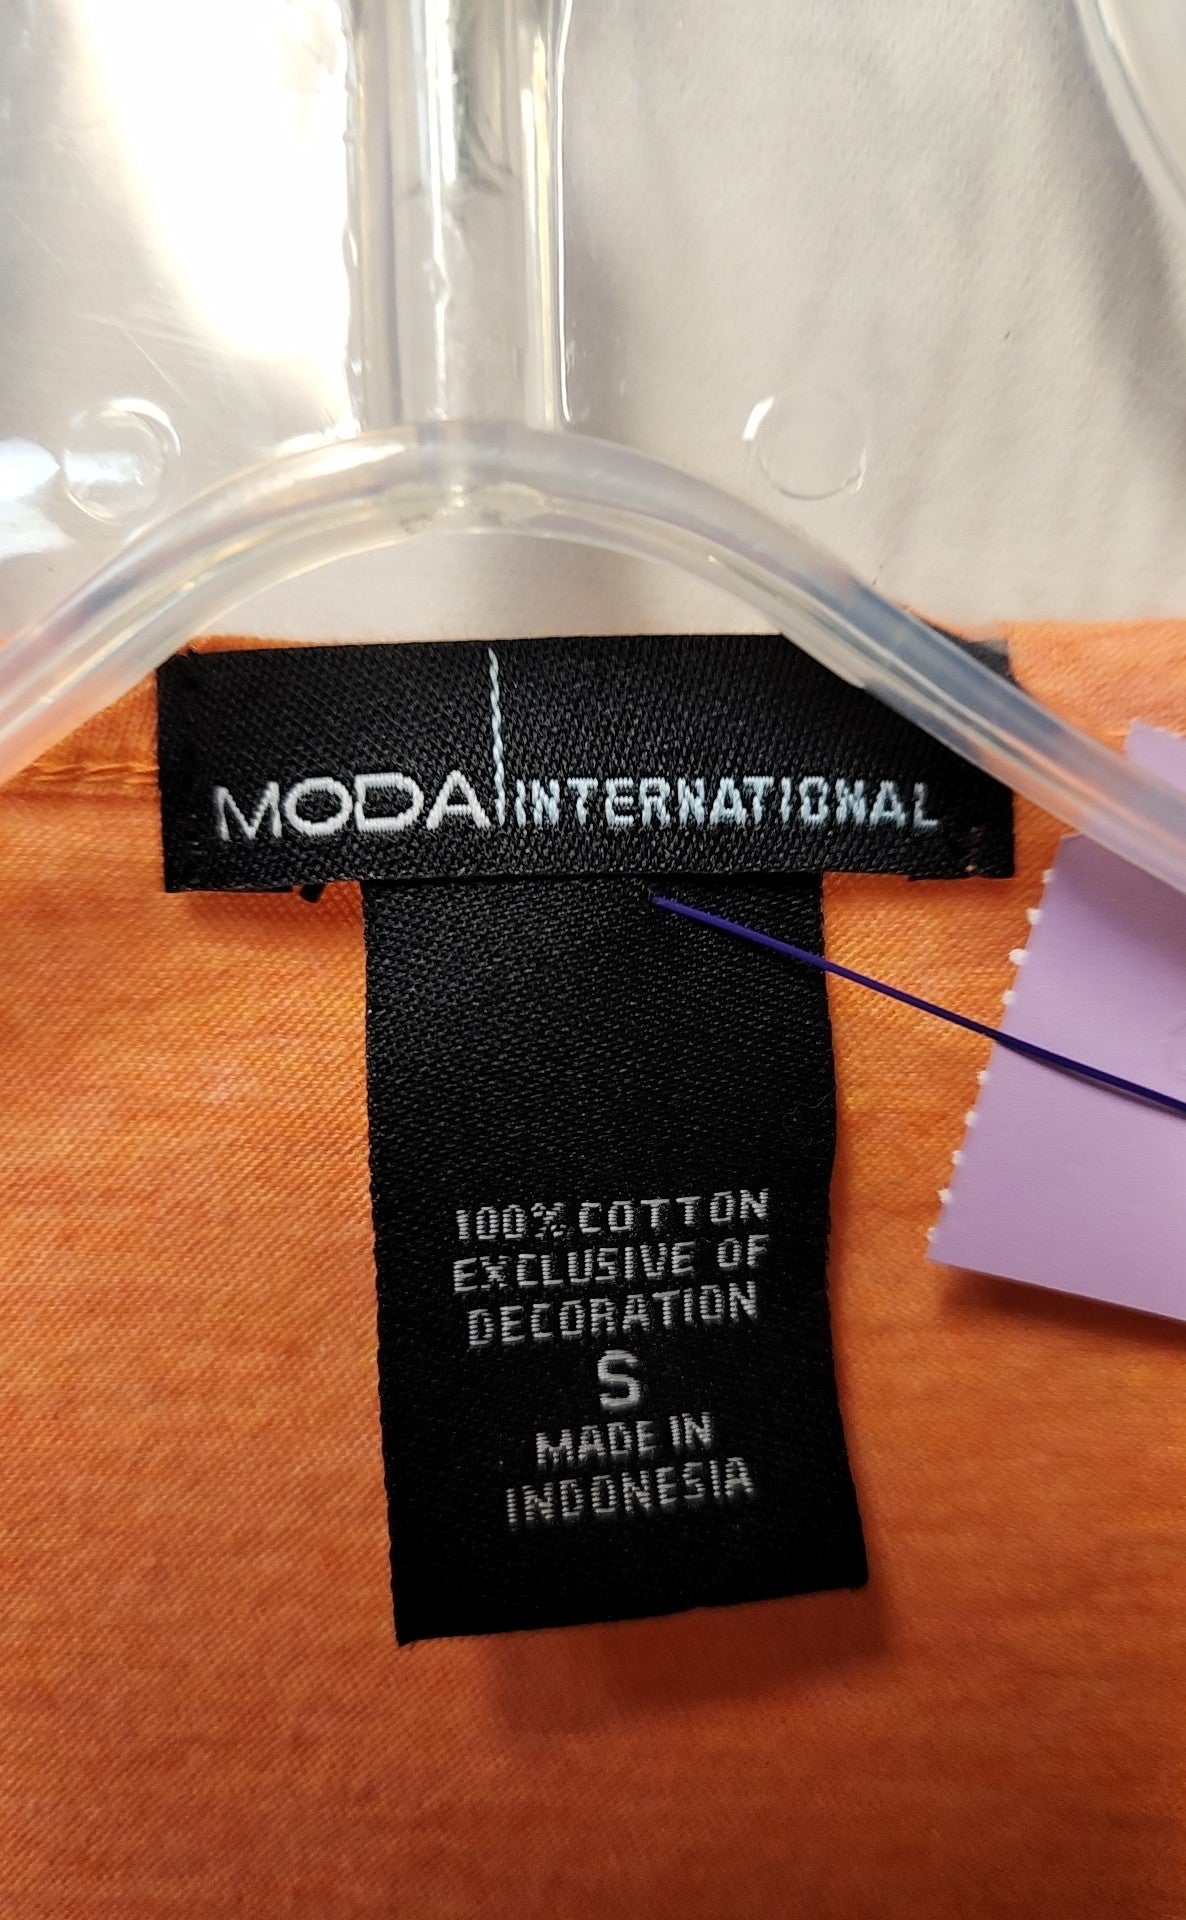 MODA INTERNATIONAL
100% COTTON
EXCLUSIVE OF
DECORATION
S
MADE IN
INDONESIA